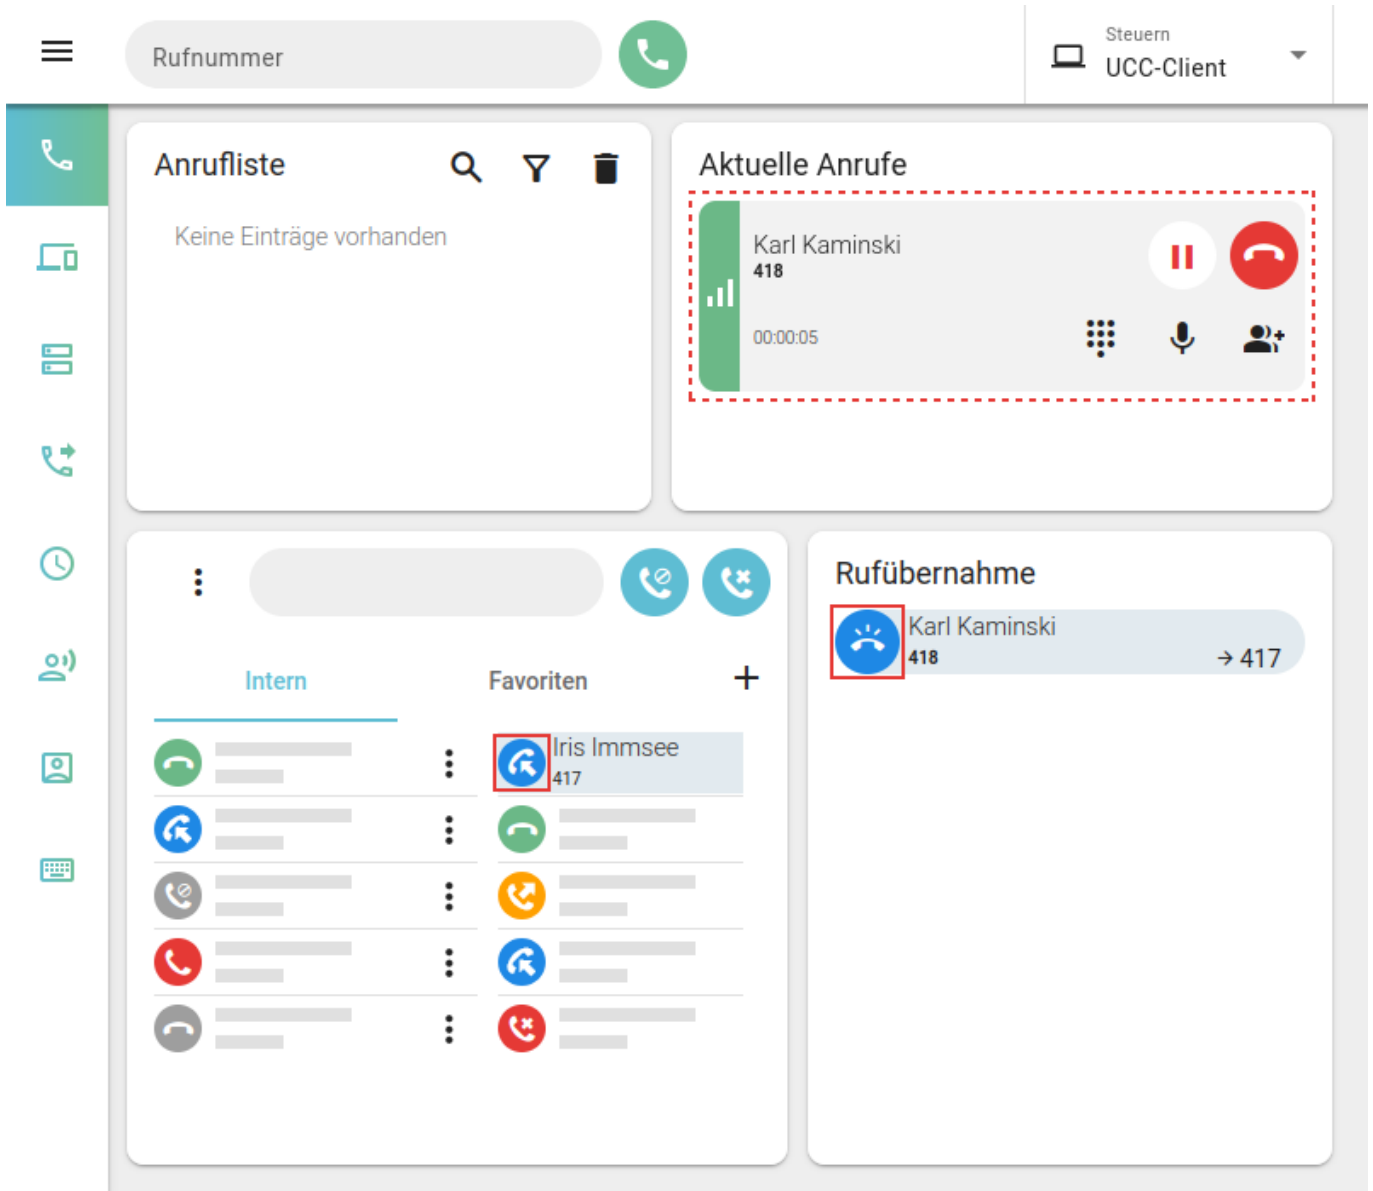 Rufnummer
Steuern
UCC-Client
Anrufliste
Keine Einträge vorhanden
Aktuelle Anrufe
Karl Kaminski
418
00:00:05
Intern
Favoriten
Iris Immsee
417
Rufübernahme
Karl Kaminski
418
→ 417